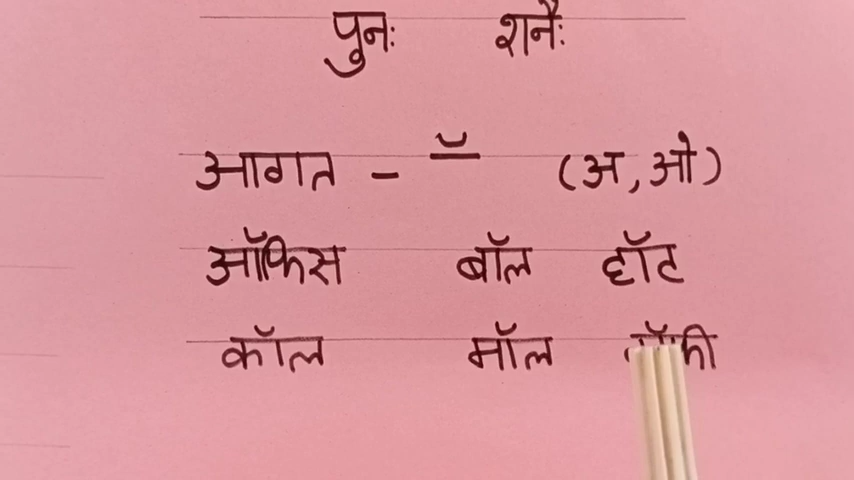 पुनः शनैः
आगत - ̆ (अ, ओ)
ऑफिस बॉल हॉट
कॉल मॉल